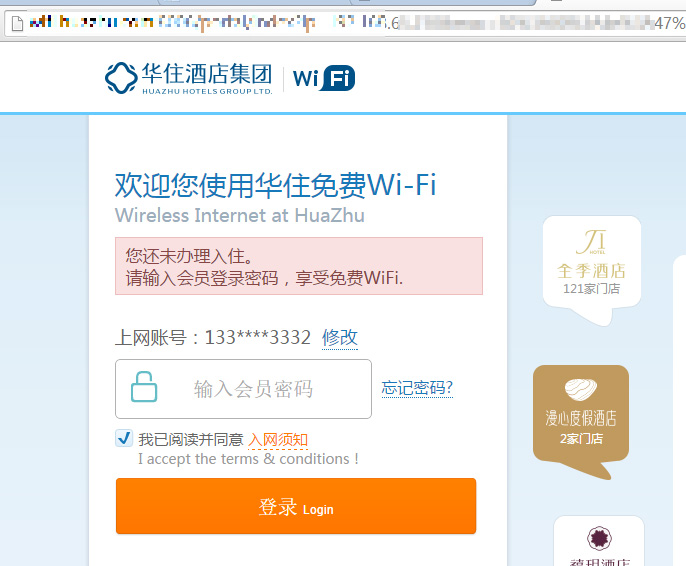 47%
华住酒店集团
HUAZHU HOTELS GROUP LTD.
WiFi
欢迎您使用华住免费Wi-Fi
Wireless Internet at HuaZhu
您还未办理入住。
请输入会员登录密码，享受免费WiFi.
上网账号：133****3332 修改
输入会员密码
忘记密码?
我已阅读并同意 入网须知
I accept the terms & conditions !
登录 Login
JI
HOTEL
全季酒店
121家门店
漫心度假酒店
2家门店
禧玥酒店